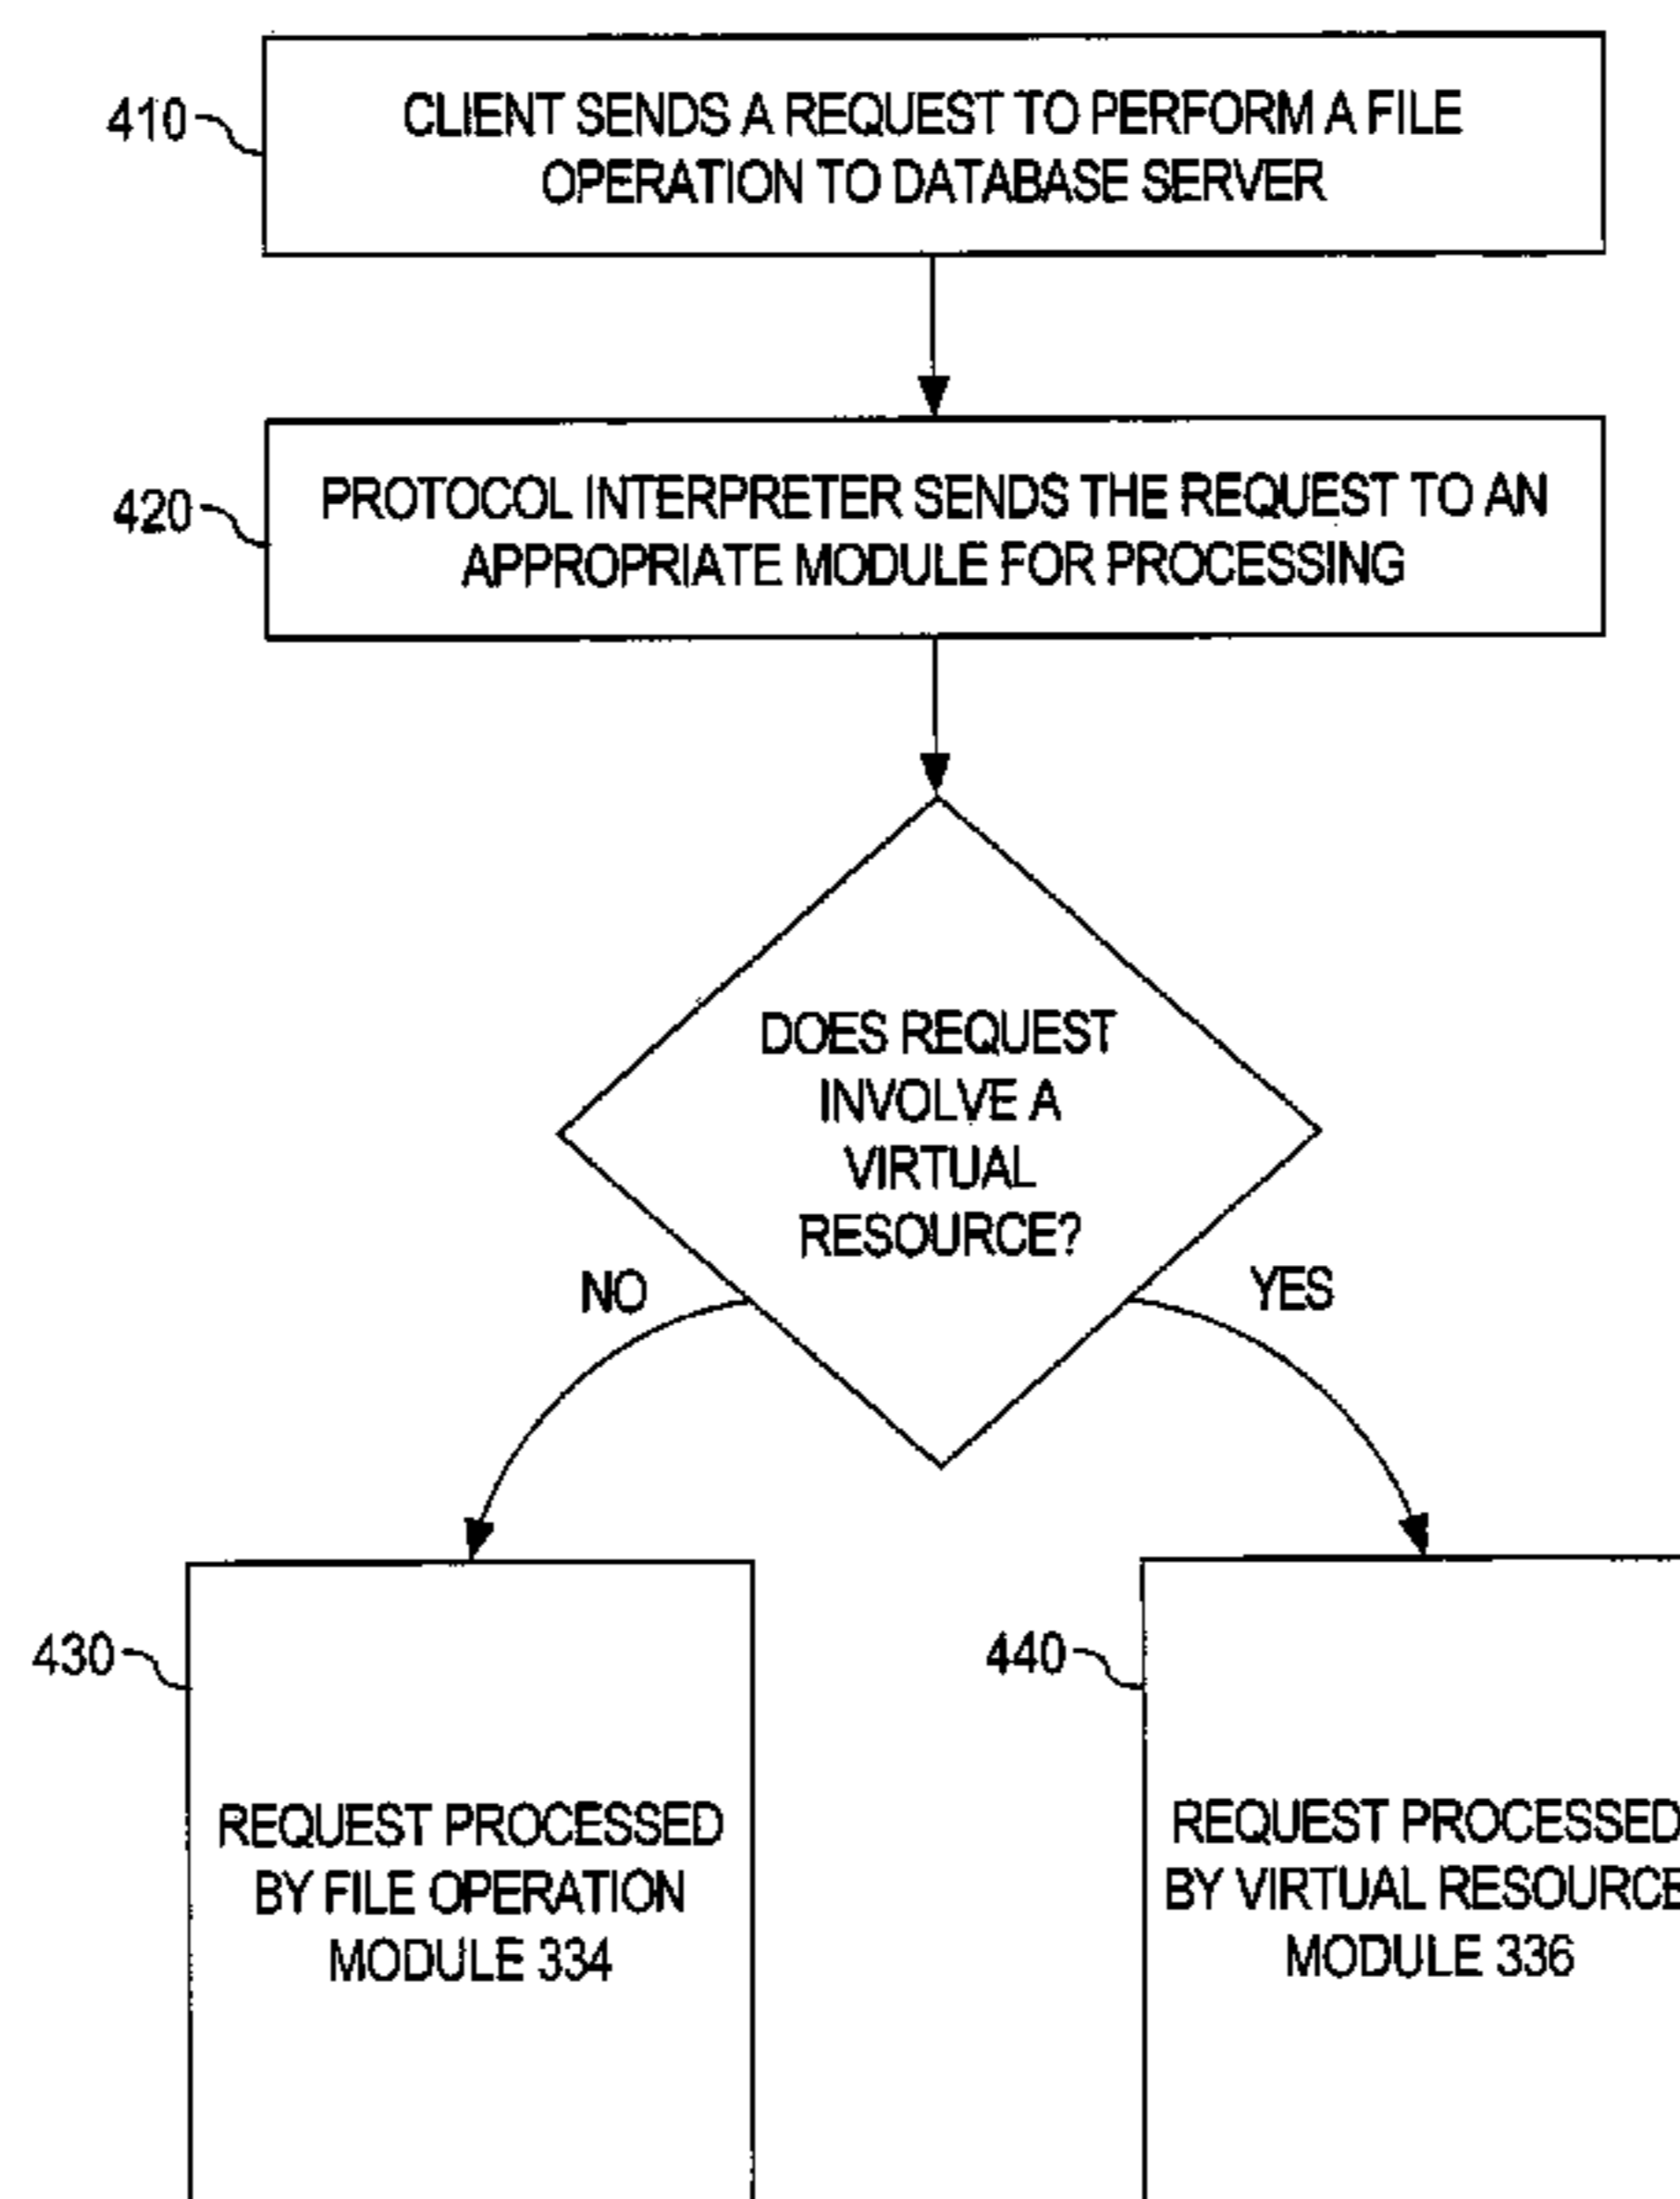 410
CLIENT SENDS A REQUEST TO PERFORM A FILE
OPERATION TO DATABASE SERVER
420
PROTOCOL INTERPRETER SENDS THE REQUEST TO AN
APPROPRIATE MODULE FOR PROCESSING
DOES REQUEST
INVOLVE A
VIRTUAL
RESOURCE?
NO
YES
430
REQUEST PROCESSED
BY FILE OPERATION
MODULE 334
440
REQUEST PROCESSED
BY VIRTUAL RESOURCE
MODULE 336